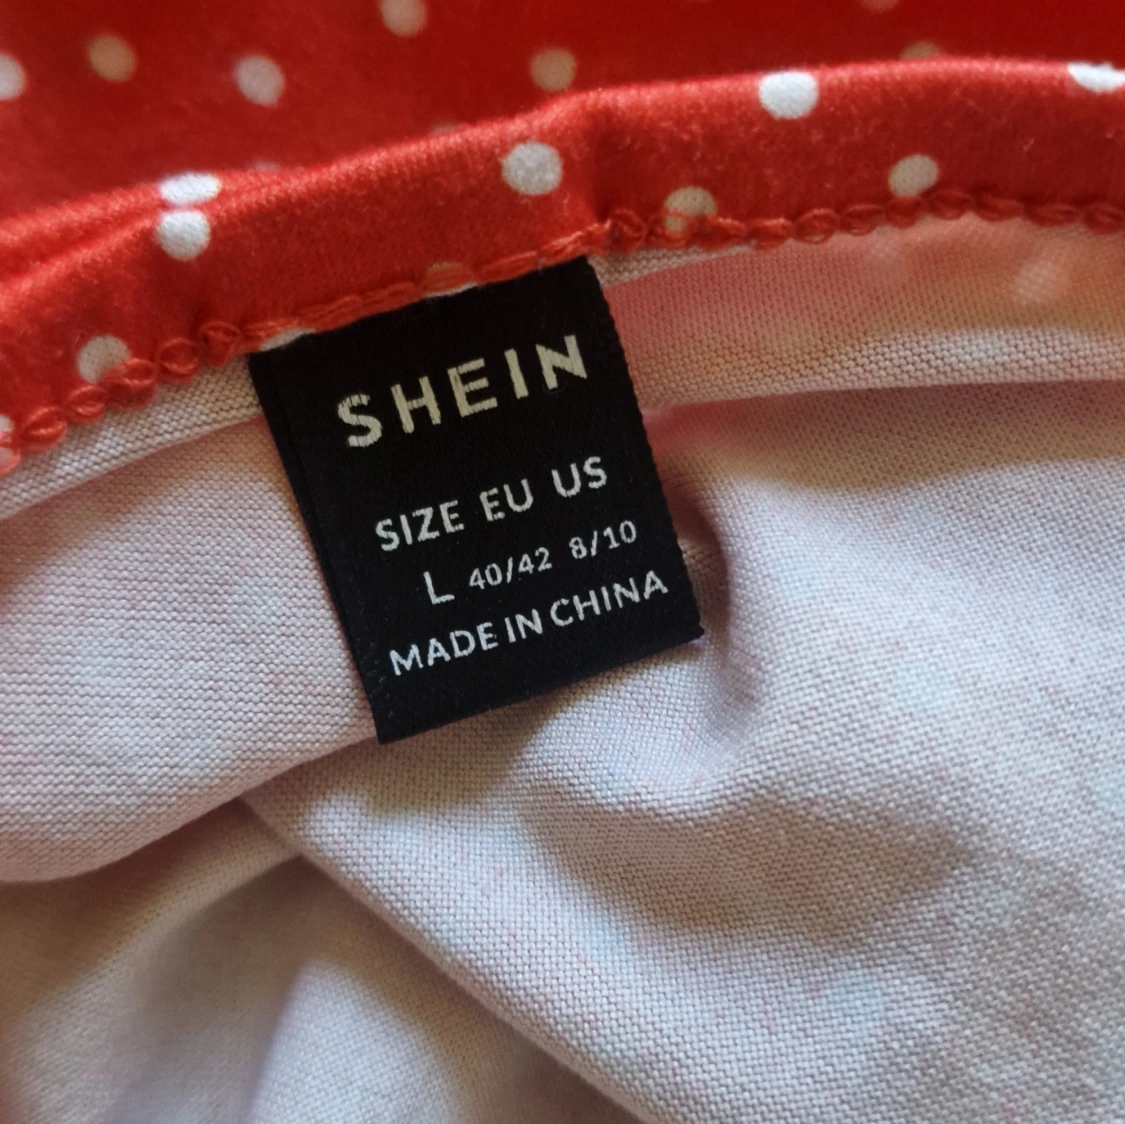 SHEIN
SIZE EU US
L 40/42 8/10
MADE IN CHINA